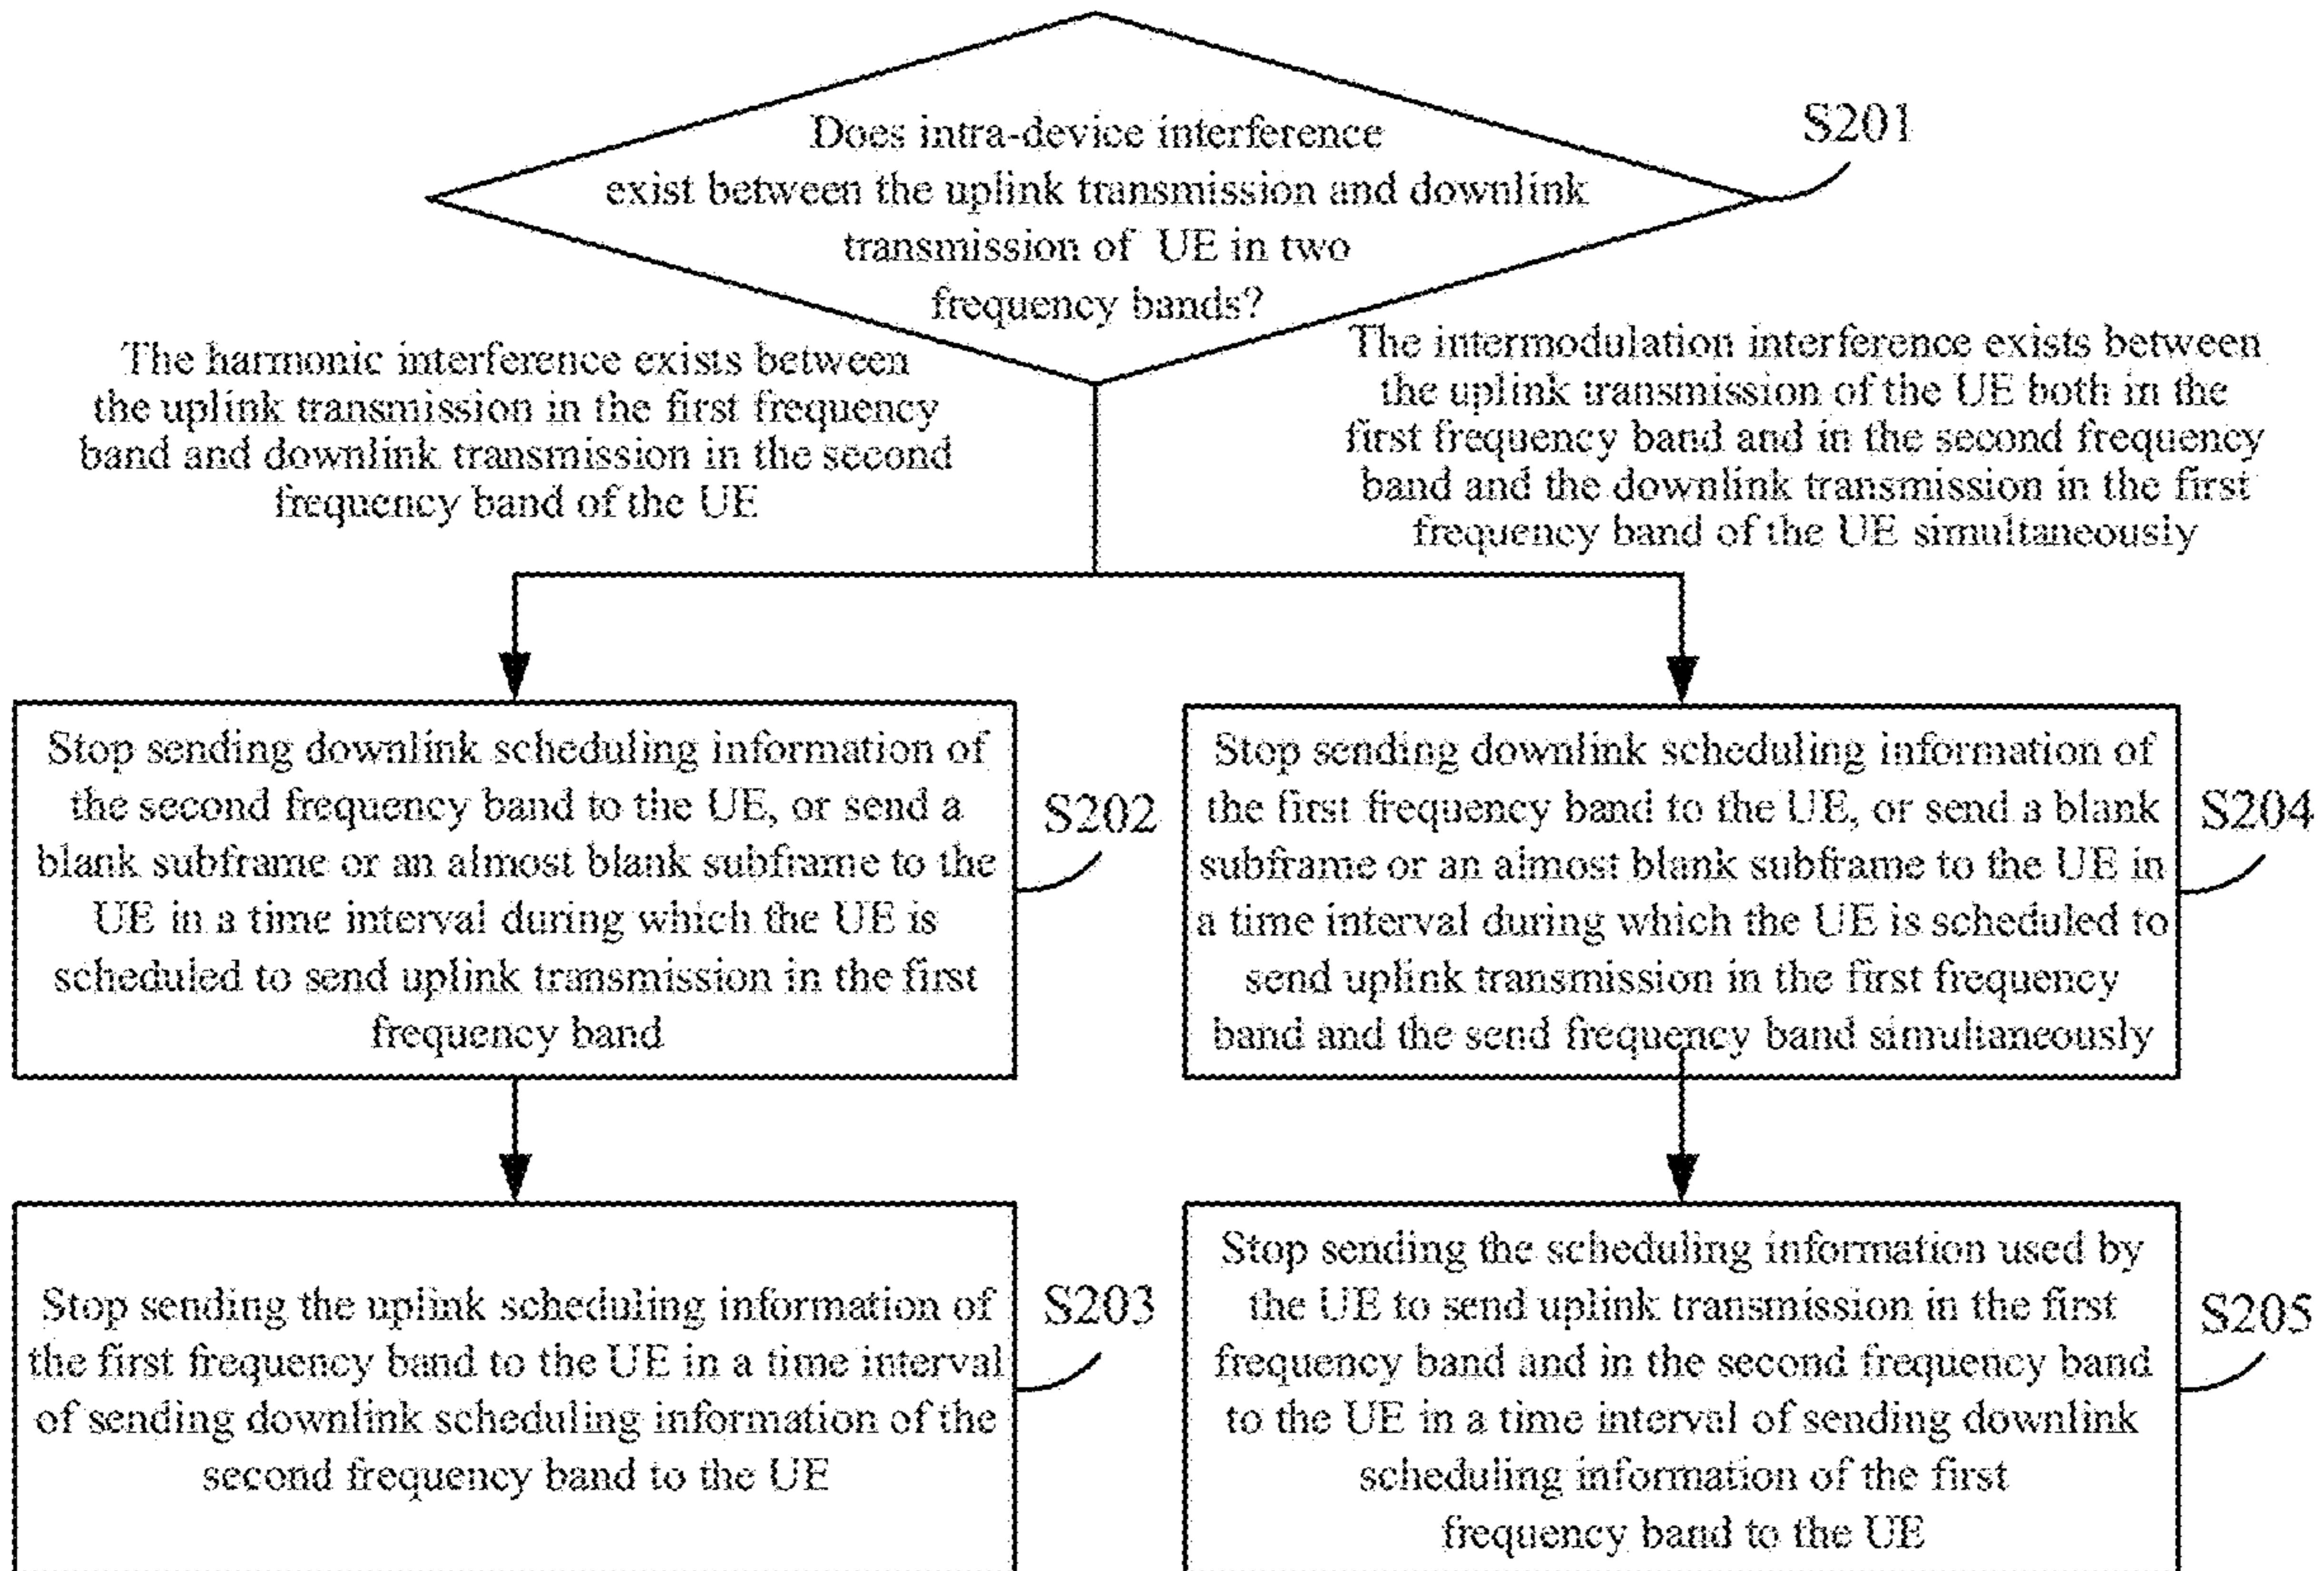 Does intra-device interference
exist between the uplink transmission and downlink
transmission of UE in two
frequency bands?
S201
The harmonic interference exists between
the uplink transmission in the first frequency
band and downlink transmission in the second
frequency band of the UE
The intermodulation interference exists between
the uplink transmission of the UE both in the
first frequency band and in the second frequency
band and the downlink transmission in the first
frequency band of the UE simultaneously
Stop sending downlink scheduling information of
the second frequency band to the UE, or send a
blank subframe or an almost blank subframe to the
UE in a time interval during which the UE is
scheduled to send uplink transmission in the first
frequency band
S202
Stop sending downlink scheduling information of
the first frequency band to the UE, or send a blank
subframe or an almost blank subframe to the UE in
a time interval during which the UE is scheduled to
send uplink transmission in the first frequency
band and the send frequency band simultaneously
S204
Stop sending the uplink scheduling information of
the first frequency band to the UE in a time interval
of sending downlink scheduling information of the
second frequency band to the UE
S203
Stop sending the scheduling information used by
the UE to send uplink transmission in the first
frequency band and in the second frequency band
to the UE in a time interval of sending downlink
scheduling information of the first
frequency band to the UE
S205